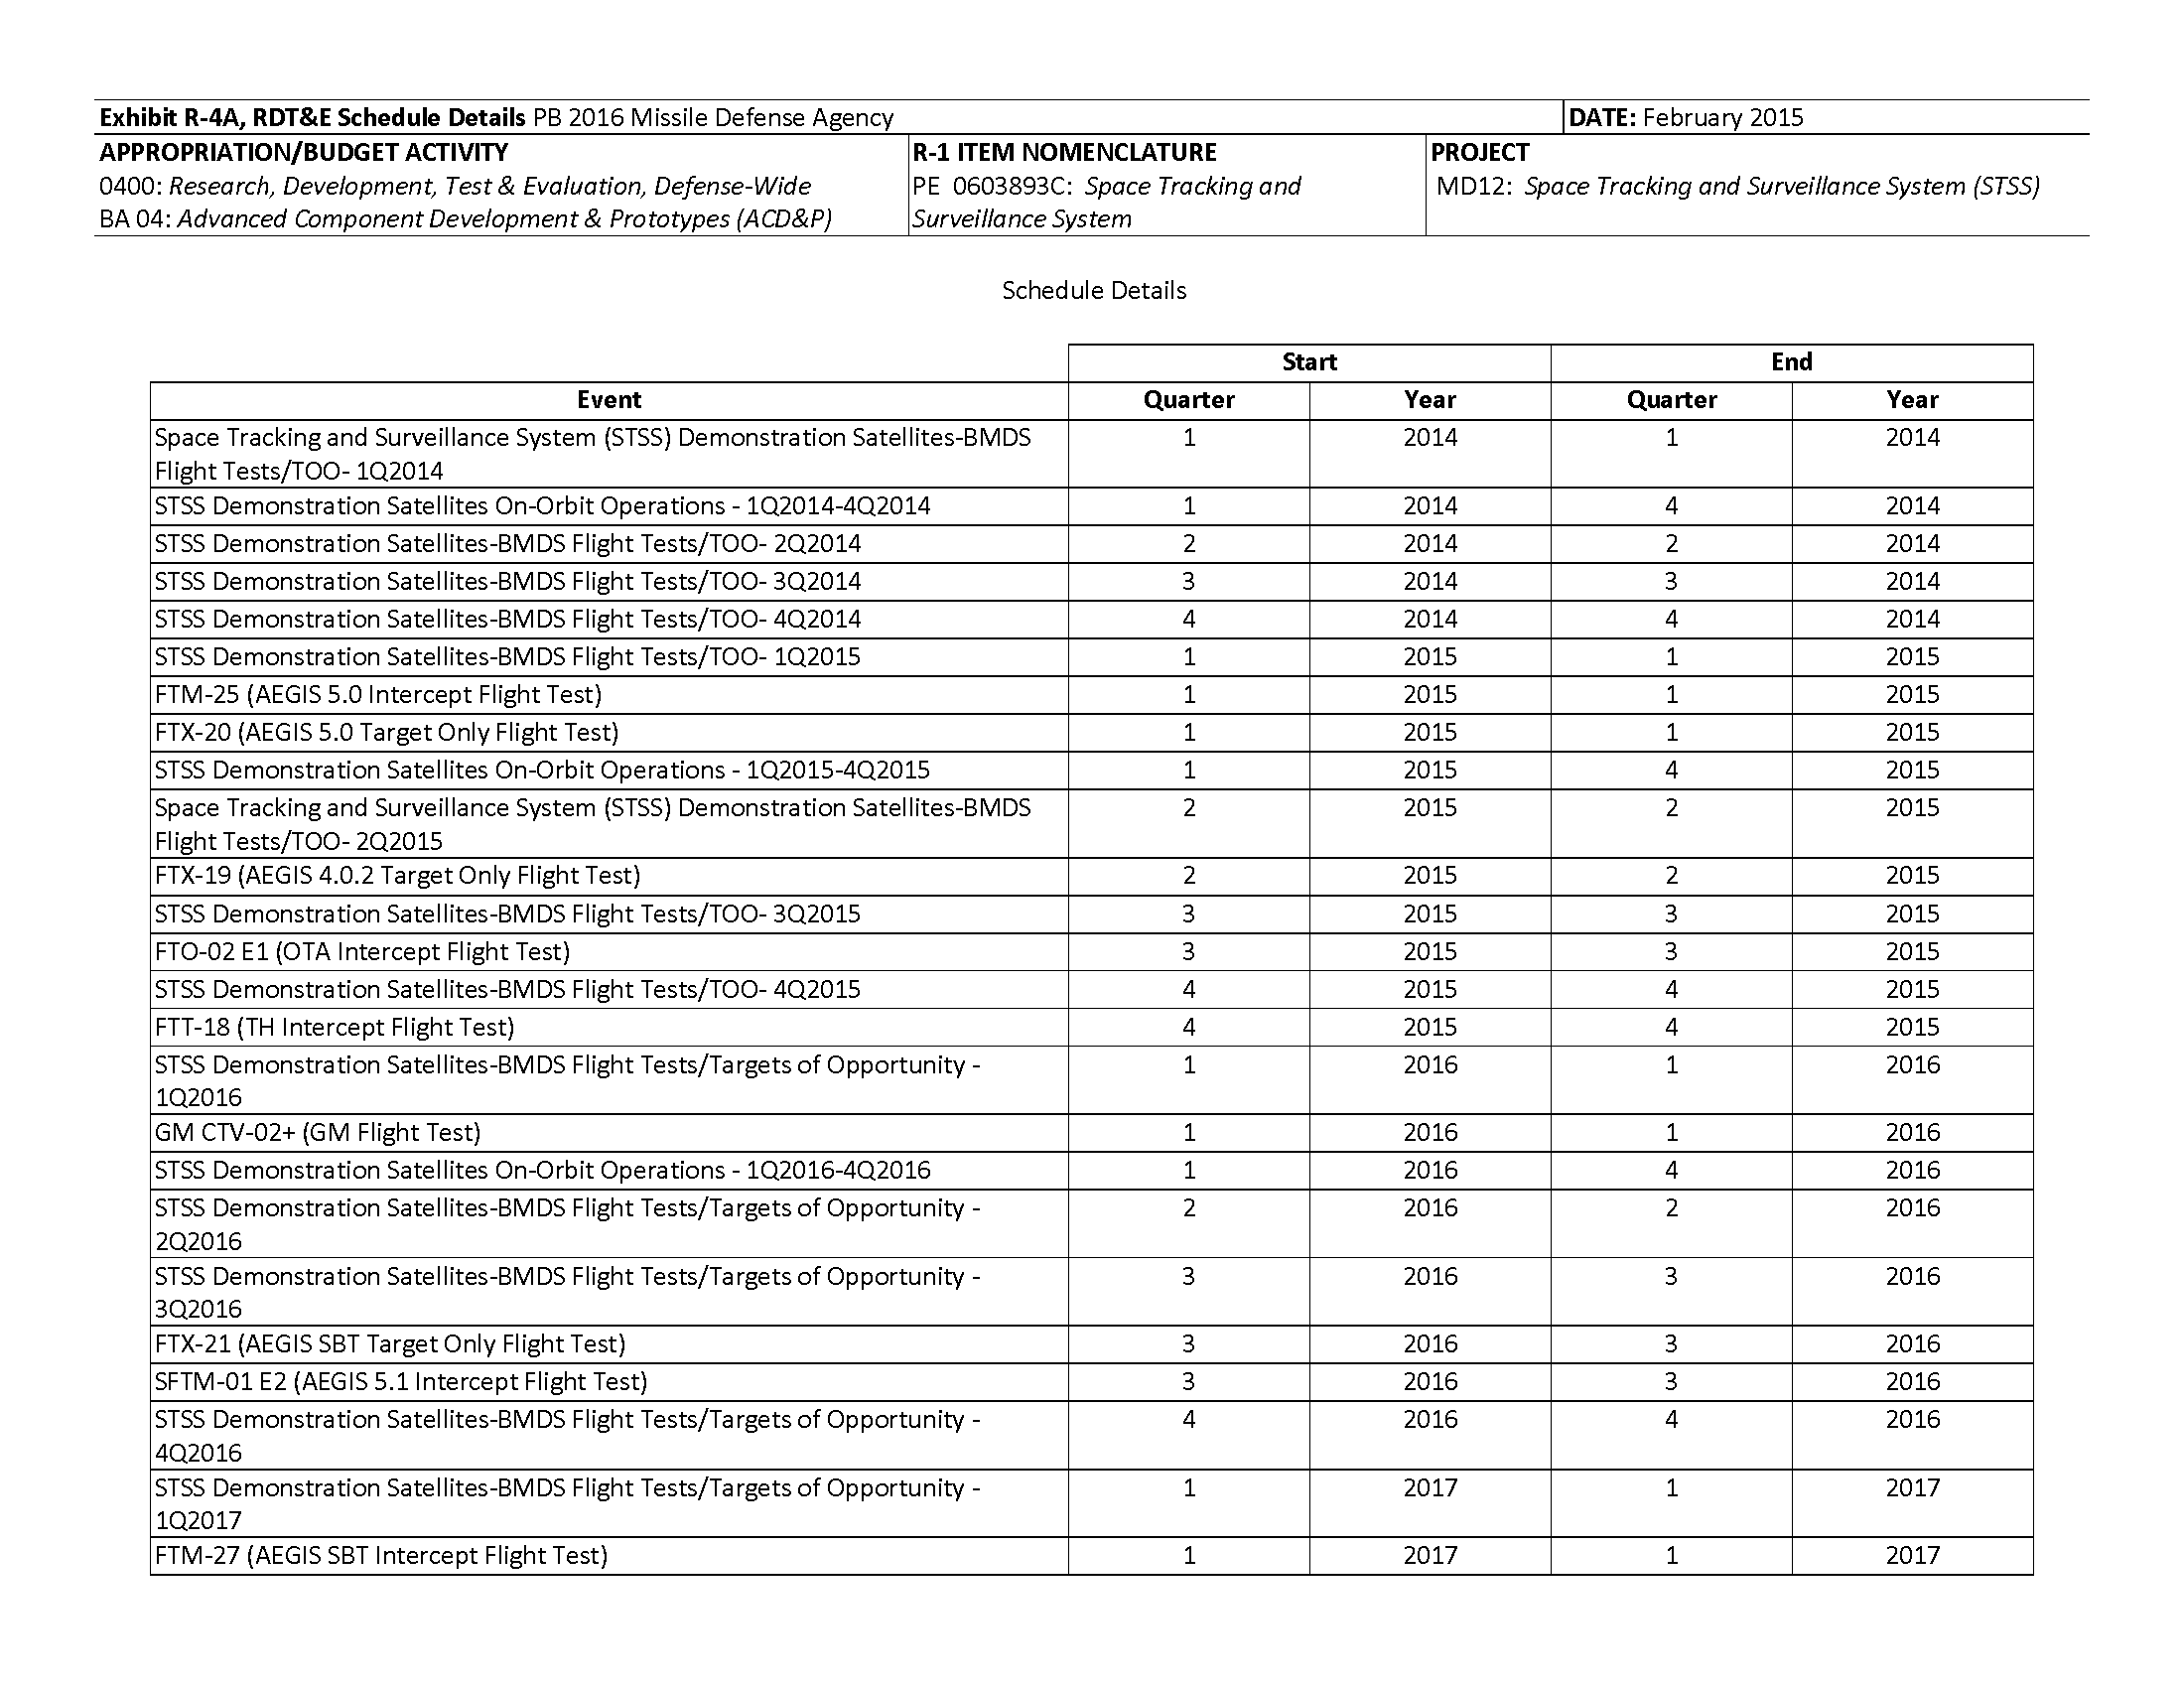 Exhibit R-4A, RDT&E Schedule Details PB 2016 Missile Defense Agency DATE: February 2015
APPROPRIATION/BUDGET ACTIVITY
0400: Research, Development, Test & Evaluation, Defense-Wide
BA 04: Advanced Component Development & Prototypes (ACD&P)
R-1 ITEM NOMENCLATURE
PE 0603893C: Space Tracking and
Surveillance System
PROJECT
MD12: Space Tracking and Surveillance System (STSS)
Schedule Details
Start End
Event Quarter Year Quarter Year
Space Tracking and Surveillance System (STSS) Demonstration Satellites-BMDS 1 2014 1 2014
Flight Tests/TOO- 1Q2014
STSS Demonstration Satellites On-Orbit Operations - 1Q2014-4Q2014 1 2014 4 2014
STSS Demonstration Satellites-BMDS Flight Tests/TOO- 2Q2014 2 2014 2 2014
STSS Demonstration Satellites-BMDS Flight Tests/TOO- 3Q2014 3 2014 3 2014
STSS Demonstration Satellites-BMDS Flight Tests/TOO- 4Q2014 4 2014 4 2014
STSS Demonstration Satellites-BMDS Flight Tests/TOO- 1Q2015 1 2015 1 2015
FTM-25 (AEGIS 5.0 Intercept Flight Test) 1 2015 1 2015
FTX-20 (AEGIS 5.0 Target Only Flight Test) 1 2015 1 2015
STSS Demonstration Satellites On-Orbit Operations - 1Q2015-4Q2015 1 2015 4 2015
Space Tracking and Surveillance System (STSS) Demonstration Satellites-BMDS 2 2015 2 2015
Flight Tests/TOO- 2Q2015
FTX-19 (AEGIS 4.0.2 Target Only Flight Test) 2 2015 2 2015
STSS Demonstration Satellites-BMDS Flight Tests/TOO- 3Q2015 3 2015 3 2015
FTO-02 E1 (OTA Intercept Flight Test) 3 2015 3 2015
STSS Demonstration Satellites-BMDS Flight Tests/TOO- 4Q2015 4 2015 4 2015
FTT-18 (TH Intercept Flight Test) 4 2015 4 2015
STSS Demonstration Satellites-BMDS Flight Tests/Targets of Opportunity - 1 2016 1 2016
1Q2016
GM CTV-02+ (GM Flight Test) 1 2016 1 2016
STSS Demonstration Satellites On-Orbit Operations - 1Q2016-4Q2016 1 2016 4 2016
STSS Demonstration Satellites-BMDS Flight Tests/Targets of Opportunity - 2 2016 2 2016
2Q2016
STSS Demonstration Satellites-BMDS Flight Tests/Targets of Opportunity - 3 2016 3 2016
3Q2016
FTX-21 (AEGIS SBT Target Only Flight Test) 3 2016 3 2016
SFTM-01 E2 (AEGIS 5.1 Intercept Flight Test) 3 2016 3 2016
STSS Demonstration Satellites-BMDS Flight Tests/Targets of Opportunity - 4 2016 4 2016
4Q2016
STSS Demonstration Satellites-BMDS Flight Tests/Targets of Opportunity - 1 2017 1 2017
1Q2017
FTM-27 (AEGIS SBT Intercept Flight Test) 1 2017 1 2017